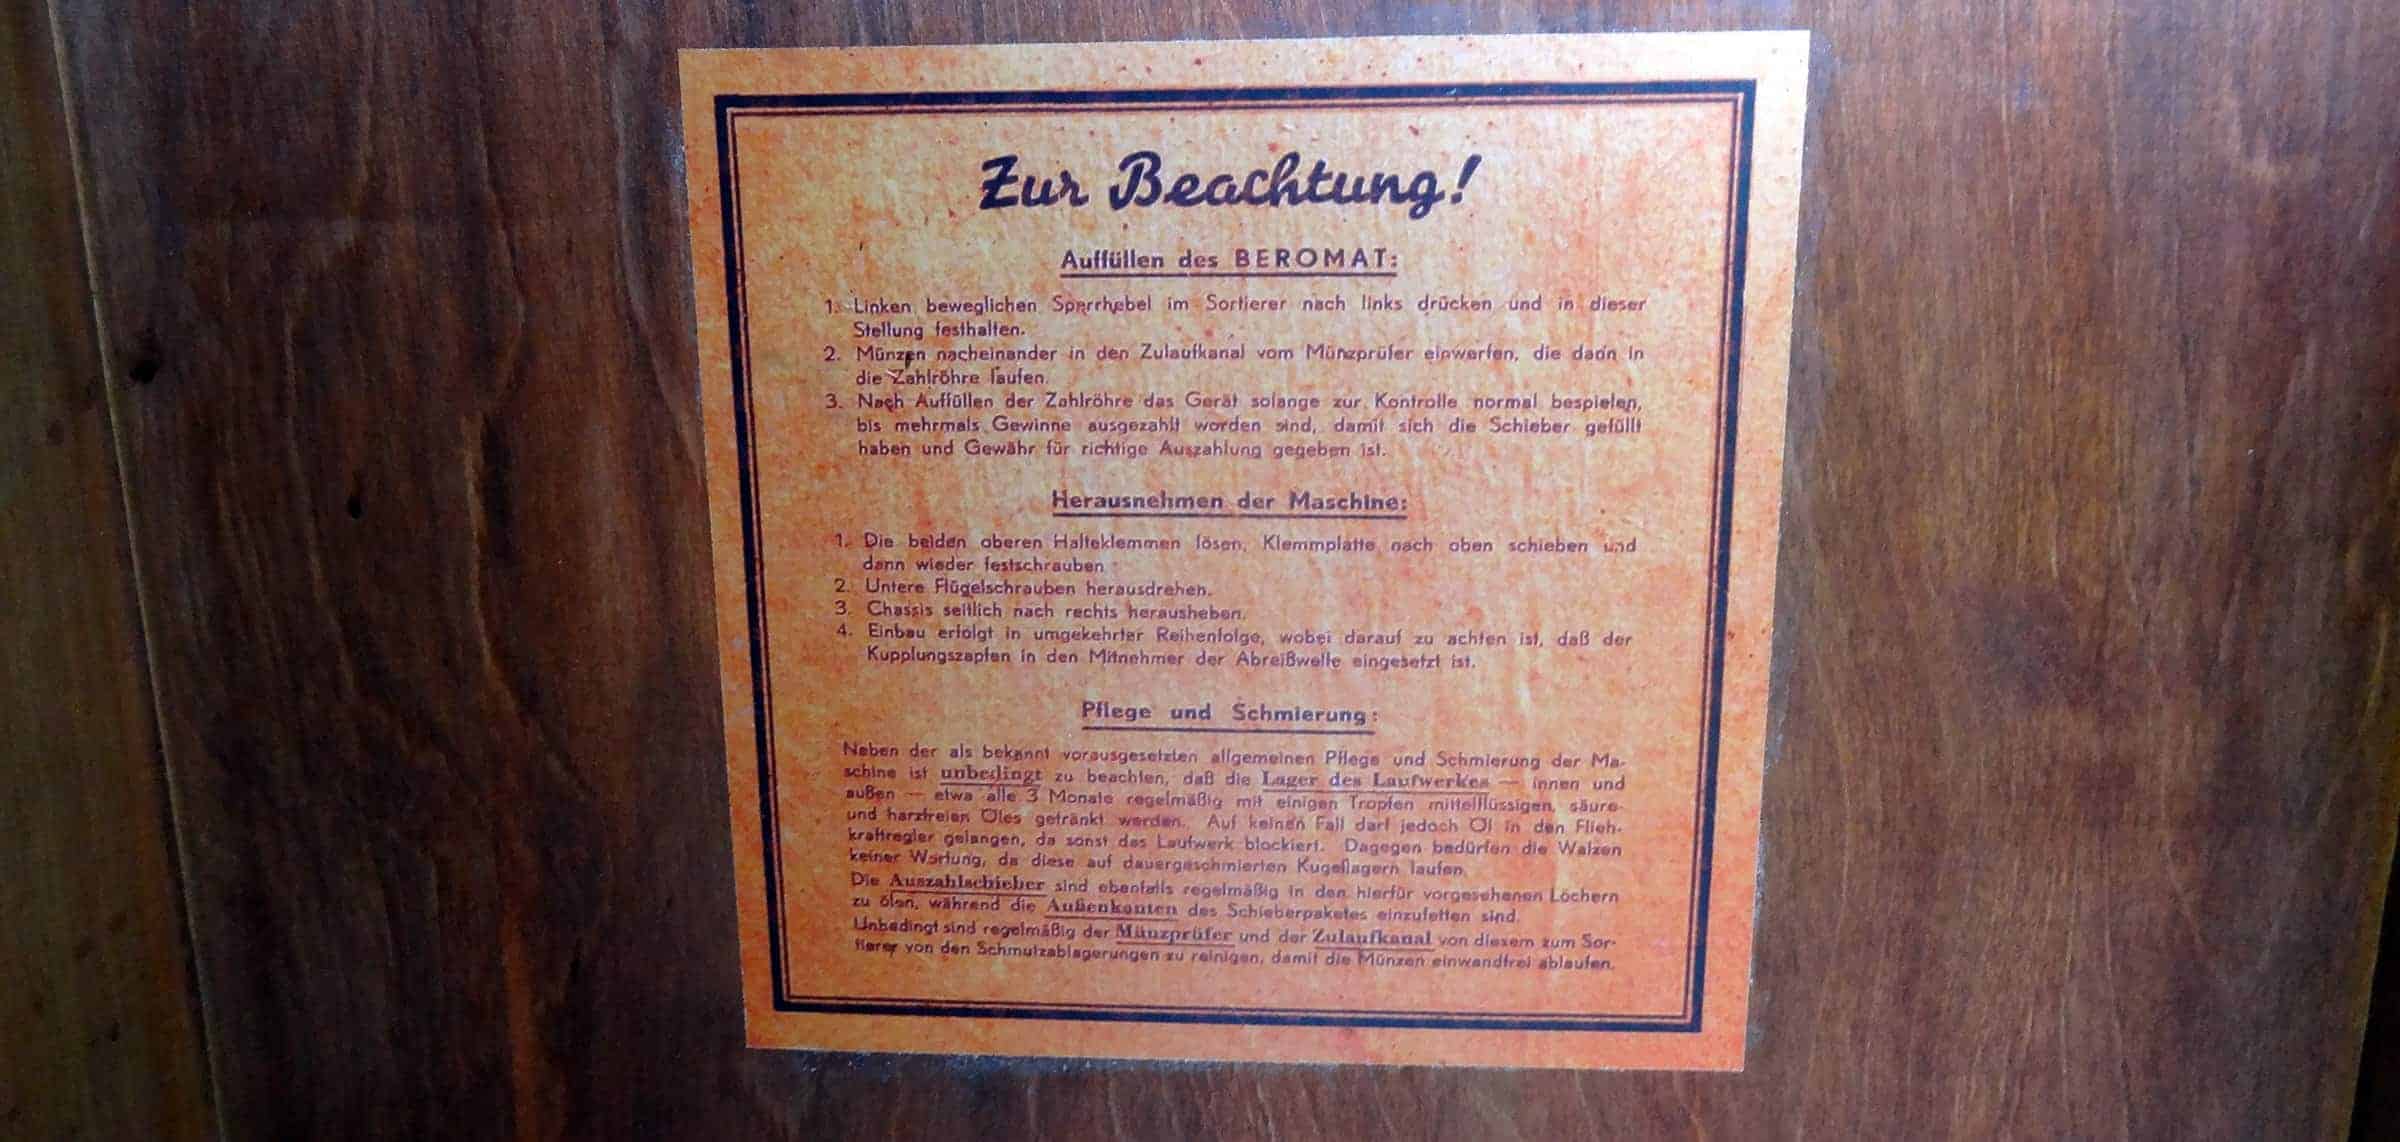 Zur Beachtung!
Auffüllen des BEROMAT:
1. Linken beweglichen Sperrhebel im Sortierer nach links drücken und in dieser
Stellung festhalten.
2. Münzen nacheinander in den Zulaufkanal vom Münzprüfer einwerfen, die dann in
die Zahlröhre laufen.
3. Nach Auffüllen der Zahlröhre das Gerät solange zur Kontrolle normal bespielen,
bis mehrmals Gewinne ausgezahlt worden sind, damit sich die Schieber gefüllt
haben und Gewähr für richtige Auszahlung gegeben ist.
Herausnehmen der Maschine:
1. Die beiden oberen Halteklemmen lösen, Klemmplatte nach oben schieben und
dann wieder festschrauben
2. Untere Flügelschrauben herausdrehen.
3. Chassis seitlich nach rechts herausheben.
4. Einbau erfolgt in umgekehrter Reihenfolge, wobei darauf zu achten ist, daß der
Kupplungszapfen in den Mitnehmer der Abreißwelle eingesetzt ist.
Pflege und Schmierung:
Neben der als bekannt vorausgesetzten allgemeinen Pflege und Schmierung der Ma-
schine ist unbedingt zu beachten, daß die Lager des Laufwerkes — innen und
außen — etwa alle 3 Monate regelmäßig mit einigen Tropfen mittelflüssigen, säure-
und harzfreien Öles getränkt werden. Auf keinen Fall darf jedoch Öl in den Flieh-
kraftregler gelangen, da sonst das Laufwerk blockiert. Dagegen bedürfen die Walzen
keiner Wartung, da diese auf dauergeschmierten Kugellagern laufen.
Die Auszahlschieber sind ebenfalls regelmäßig in den hierfür vorgesehenen Löchern
zu ölen, während die Außenkonten des Schieberpaketes einzufetten sind.
Unbedingt sind regelmäßig der Münzprüfer und der Zulaufkanal von diesem zum Sor-
tierer von den Schmutzablagerungen zu reinigen, damit die Münzen einwandfrei ablaufen.